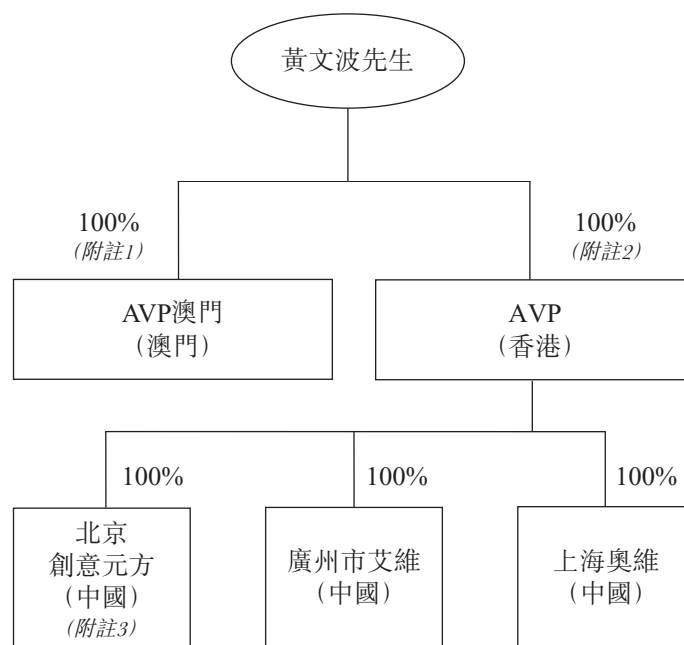 黃文波先生
100%
(附註1)
100%
(附註2)
AVP澳門
(澳門)
AVP
(香港)
100%
100%
100%
北京
創意元方
(中國)
(附註3)
廣州市艾維
(中國)
上海奧維
(中國)